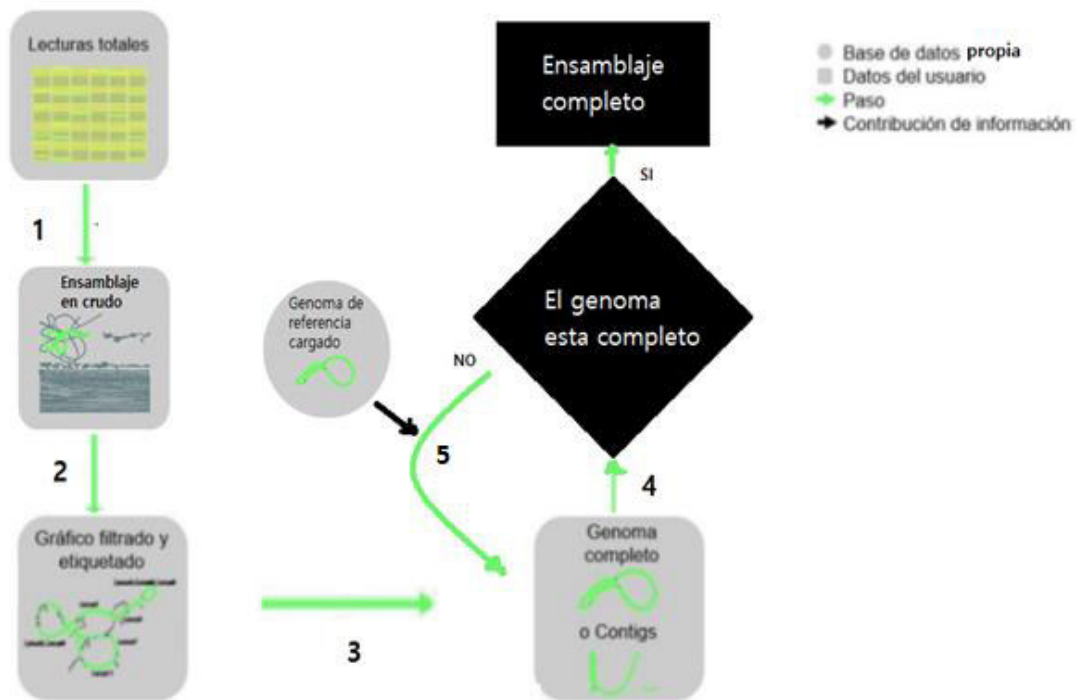 Lecturas totales
1
Ensamblaje
en crudo
2
Gráfico filtrado y
etiquetado
3
Genoma de
referencia
cargado
5
NO
Ensamblaje
completo
SI
El genoma
esta completo
4
Genoma
completo
o Contigs
Base de datos propia
Datos del usuario
Paso
Contribución de información